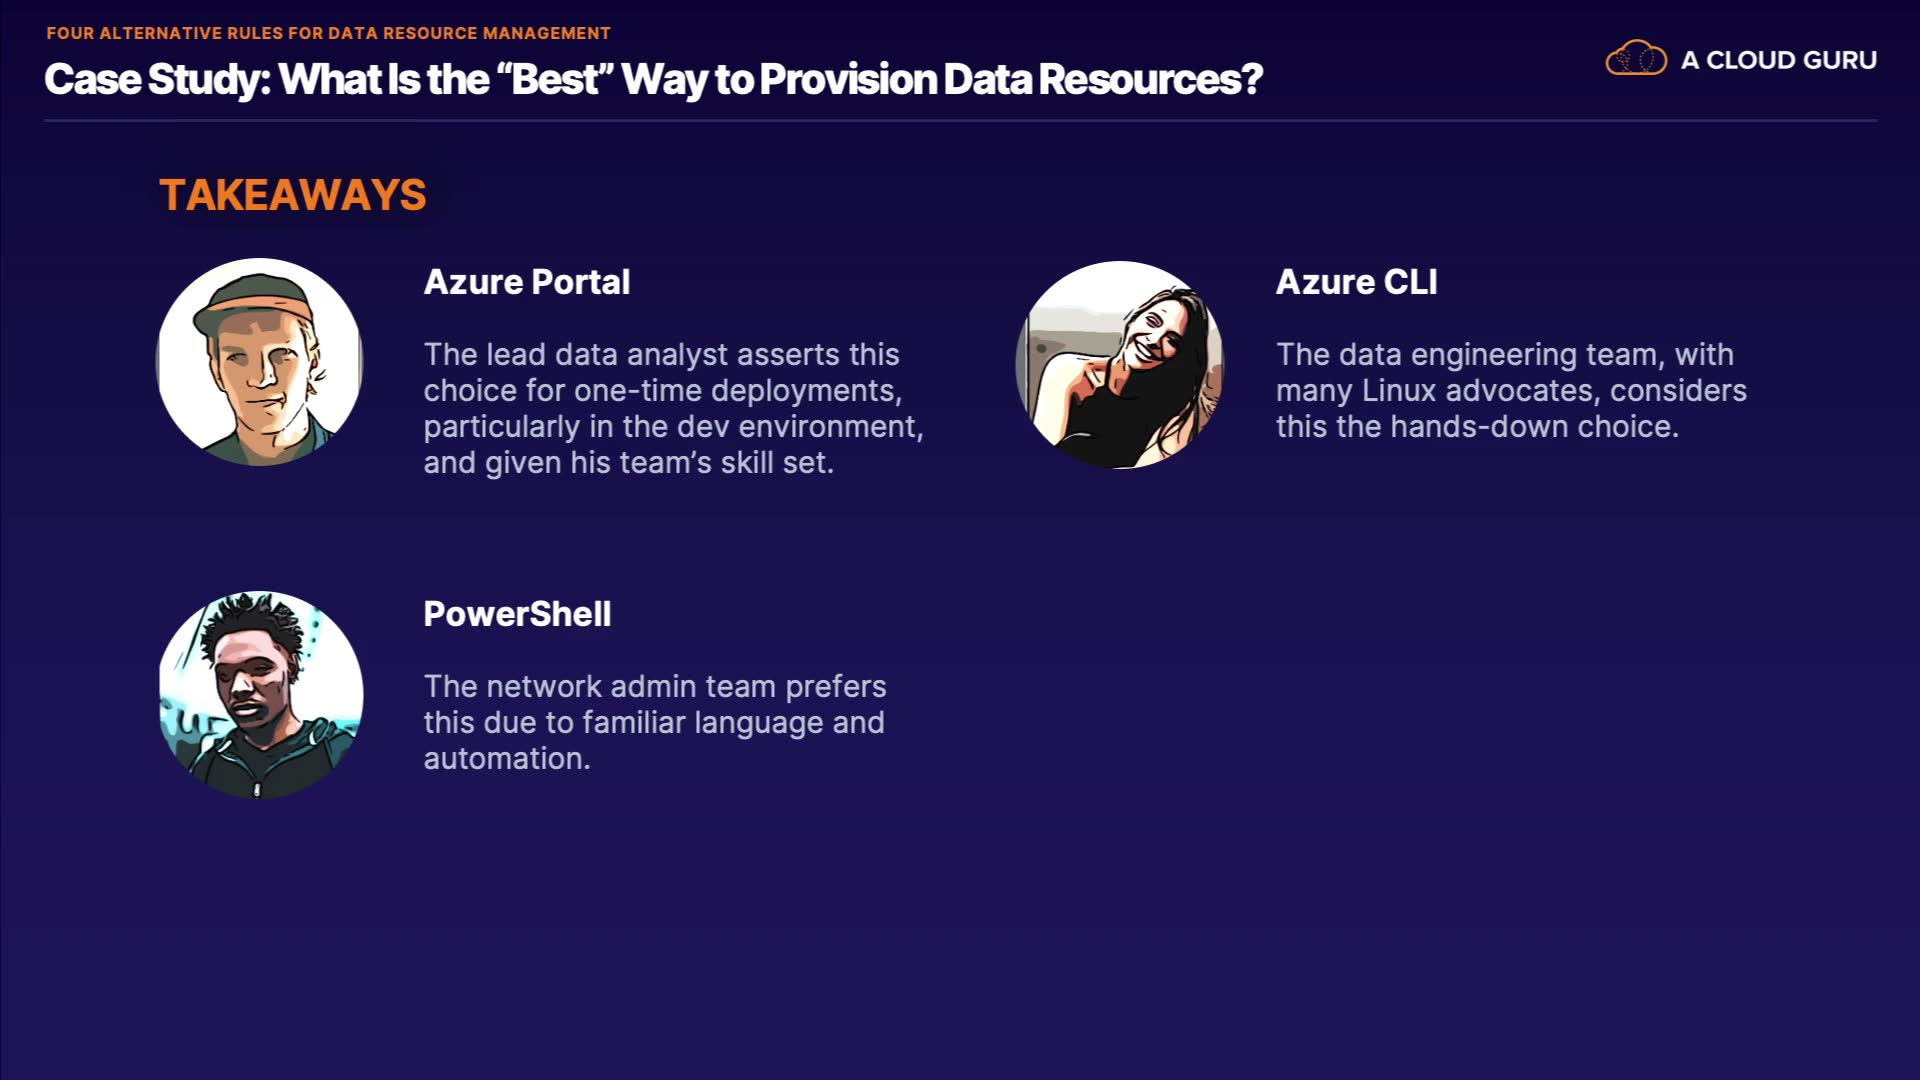 FOUR ALTERNATIVE RULES FOR DATA RESOURCE MANAGEMENT
Case Study: What Is the “Best” Way to Provision Data Resources?
A CLOUD GURU
TAKEAWAYS
Azure Portal
The lead data analyst asserts this
choice for one-time deployments,
particularly in the dev environment,
and given his team’s skill set.
Azure CLI
The data engineering team, with
many Linux advocates, considers
this the hands-down choice.
PowerShell
The network admin team prefers
this due to familiar language and
automation.